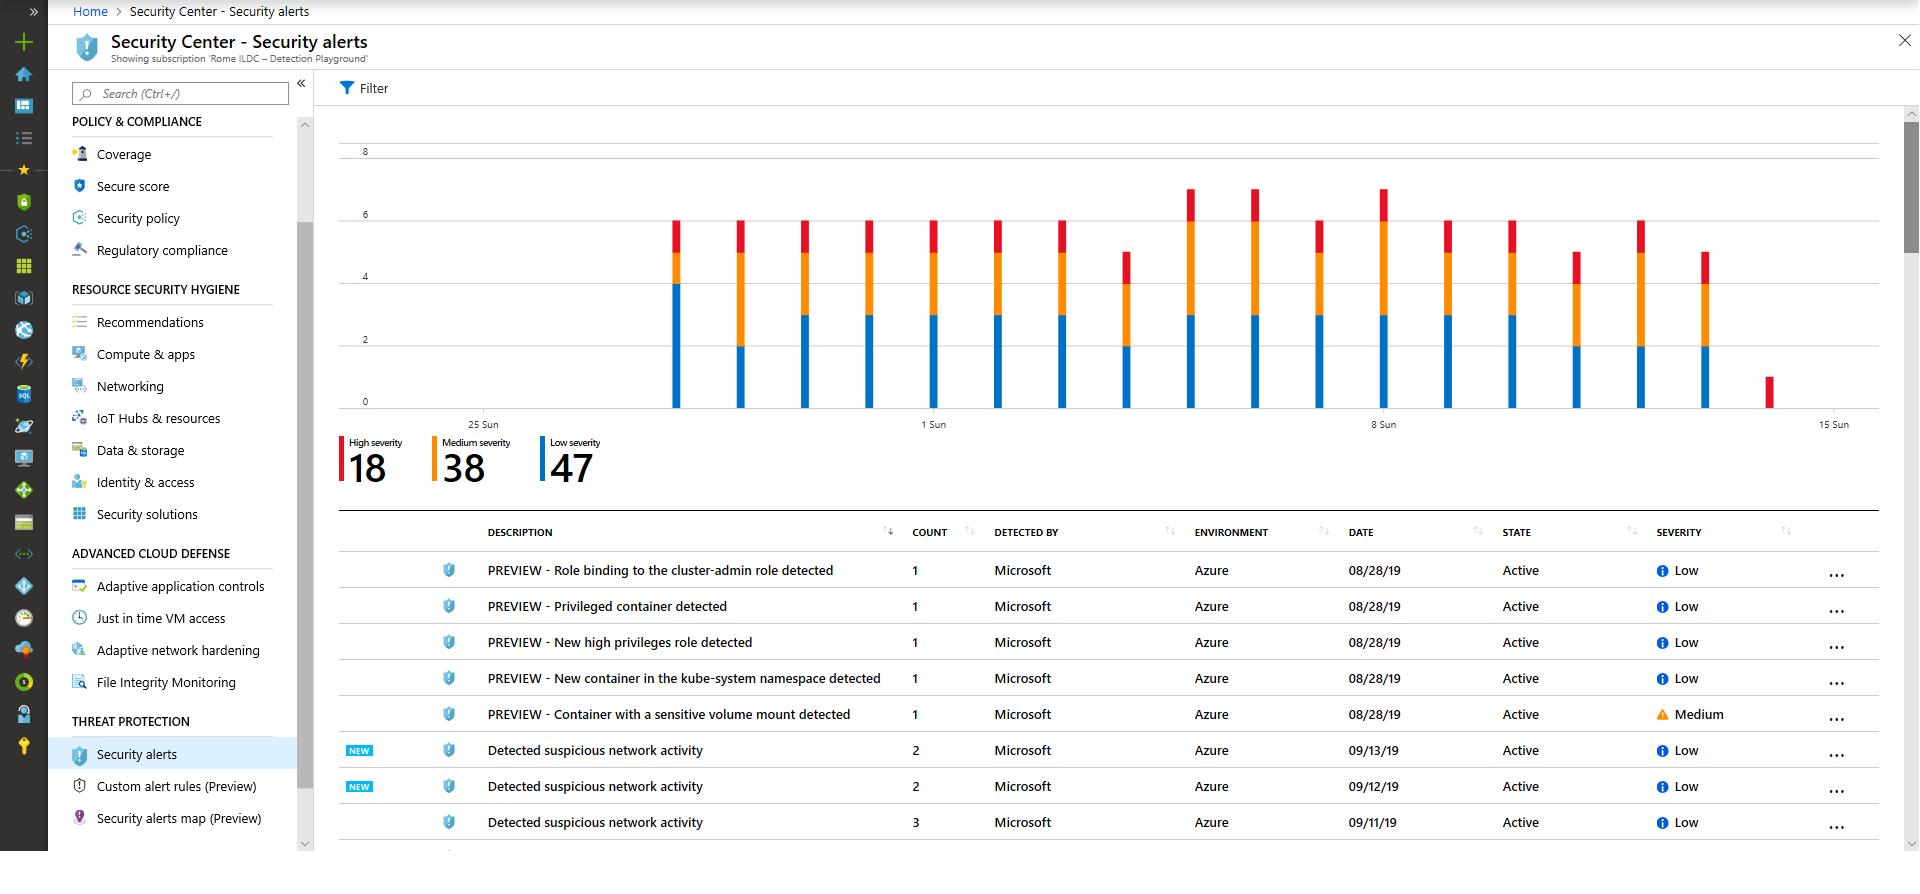 Home > Security Center - Security alerts
Security Center - Security alerts
Showing subscription 'Rome ILDC – Detection Playground'
Search (Ctrl+/)
POLICY & COMPLIANCE
Coverage
Secure score
Security policy
Regulatory compliance
RESOURCE SECURITY HYGIENE
Recommendations
Compute & apps
Networking
IoT Hubs & resources
Data & storage
Identity & access
Security solutions
ADVANCED CLOUD DEFENSE
Adaptive application controls
Just in time VM access
Adaptive network hardening
File Integrity Monitoring
THREAT PROTECTION
Security alerts
Custom alert rules (Preview)
Security alerts map (Preview)
SQL
Filter
8
6
4
2
0
25 Sun 1 Sun 8 Sun 15 Sun
High severity Medium severity Low severity
18 38 47
DESCRIPTION COUNT DETECTED BY ENVIRONMENT DATE STATE SEVERITY
PREVIEW - Role binding to the cluster-admin role detected 1 Microsoft Azure 08/28/19 Active Low ...
PREVIEW - Privileged container detected 1 Microsoft Azure 08/28/19 Active Low ...
PREVIEW - New high privileges role detected 1 Microsoft Azure 08/28/19 Active Low ...
PREVIEW - New container in the kube-system namespace detected 1 Microsoft Azure 08/28/19 Active Low ...
PREVIEW - Container with a sensitive volume mount detected 1 Microsoft Azure 08/28/19 Active Medium ...
NEW Detected suspicious network activity 2 Microsoft Azure 09/13/19 Active Low ...
NEW Detected suspicious network activity 2 Microsoft Azure 09/12/19 Active Low ...
Detected suspicious network activity 3 Microsoft Azure 09/11/19 Active Low ...